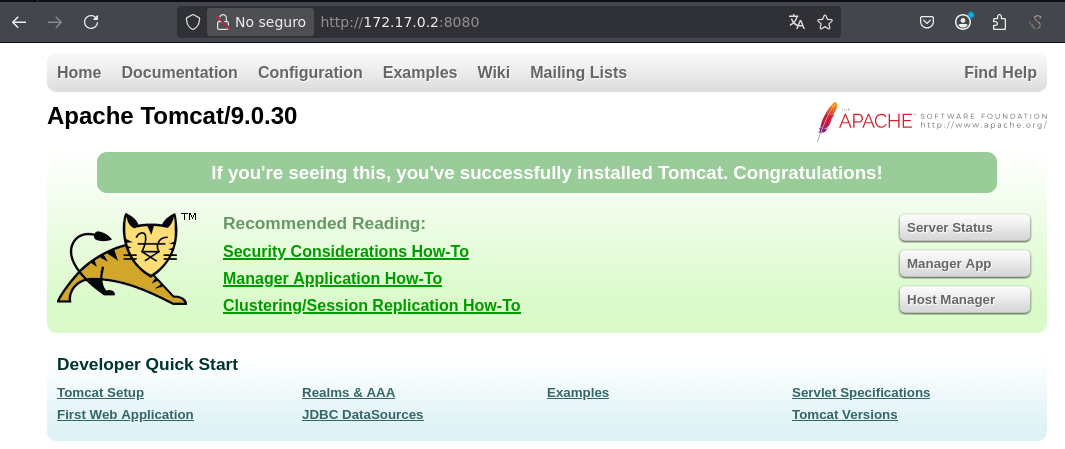 No seguro http://172.17.0.2:8080
Home Documentation Configuration Examples Wiki Mailing Lists Find Help
Apache Tomcat/9.0.30
THE APACHE® SOFTWARE FOUNDATION
http://www.apache.org/
If you're seeing this, you've successfully installed Tomcat. Congratulations!
TM
Recommended Reading:
Security Considerations How-To
Manager Application How-To
Clustering/Session Replication How-To
Server Status
Manager App
Host Manager
Developer Quick Start
Tomcat Setup
First Web Application
Realms & AAA
JDBC DataSources
Examples
Servlet Specifications
Tomcat Versions